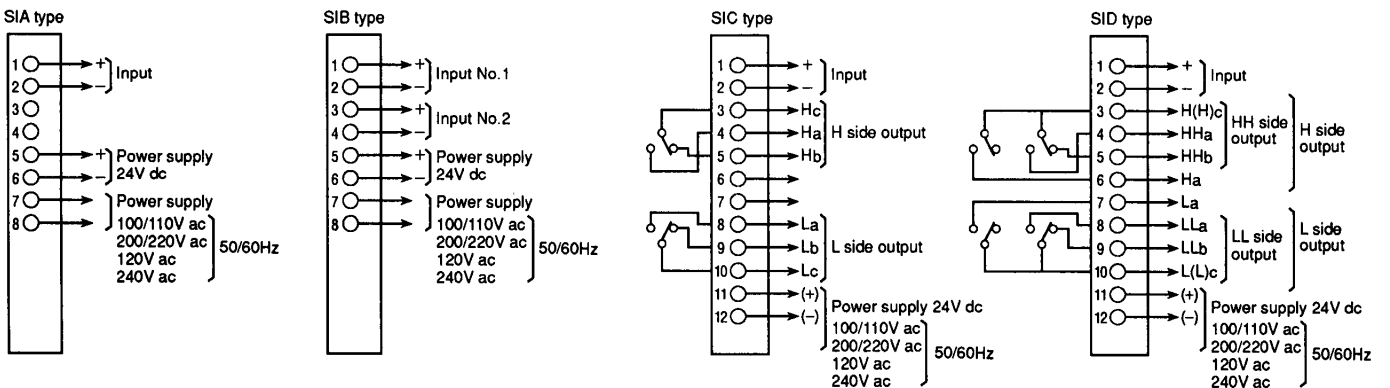 SIA type
1 +
2 − Input
3
4
5 + Power supply
6 − 24V dc
7 Power supply
8 100/110V ac
200/220V ac
120V ac
240V ac
50/60Hz
SIB type
1 +
2 − Input No.1
3 +
4 − Input No.2
5 + Power supply
6 − 24V dc
7 Power supply
8 100/110V ac
200/220V ac
120V ac
240V ac
50/60Hz
SIC type
1 +
2 − Input
3 Hc
4 Ha H side output
5 Hb
6
7
8 La
9 Lb L side output
10 Lc
11 (+) Power supply 24V dc
12 (−) 100/110V ac
200/220V ac
120V ac
240V ac
50/60Hz
SID type
1 +
2 − Input
3 H(H)c
4 HHa
5 HHb
HH side
output
6 Ha
H side
output
7 La
8 LLa
9 LLb
10 L(L)c
LL side
output
L side
output
11 (+) Power supply 24V dc
12 (−) 100/110V ac
200/220V ac
120V ac
240V ac
50/60Hz